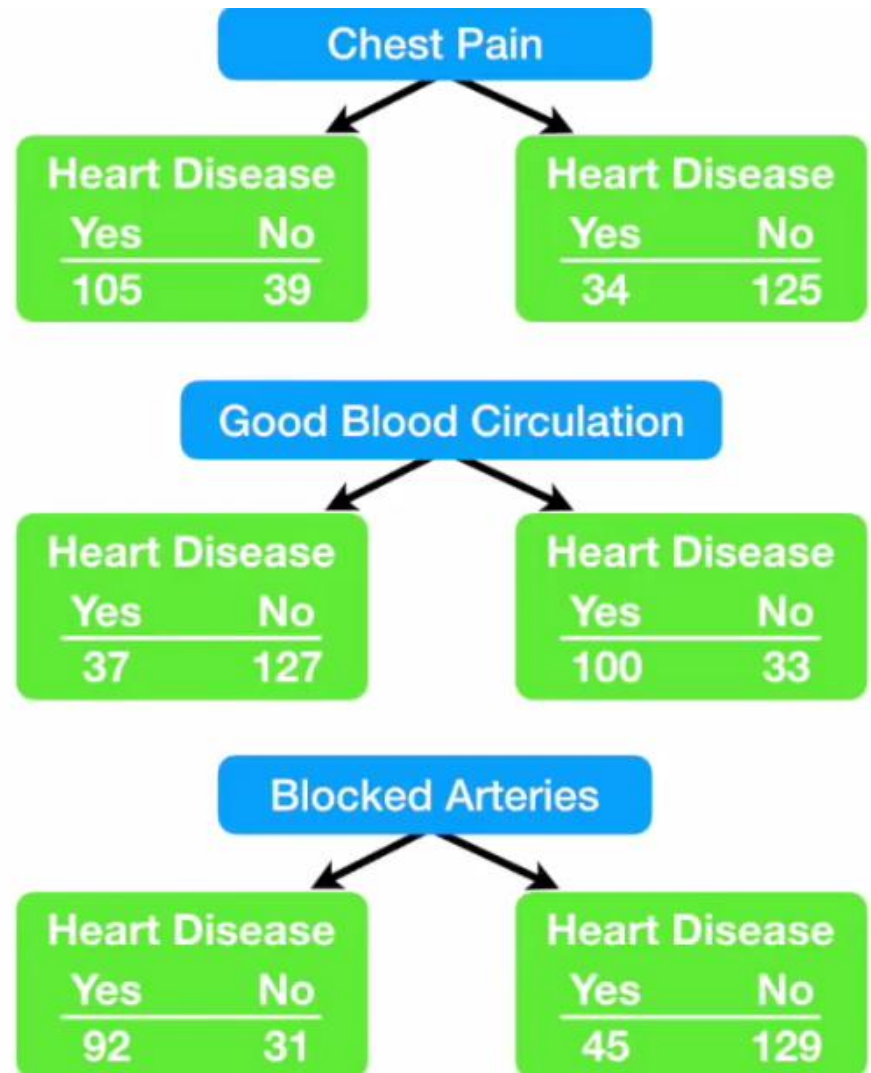 Chest Pain
Heart Disease Heart Disease
Yes No Yes No
105 39 34 125
Good Blood Circulation
Heart Disease Heart Disease
Yes No Yes No
37 127 100 33
Blocked Arteries
Heart Disease Heart Disease
Yes No Yes No
92 31 45 129